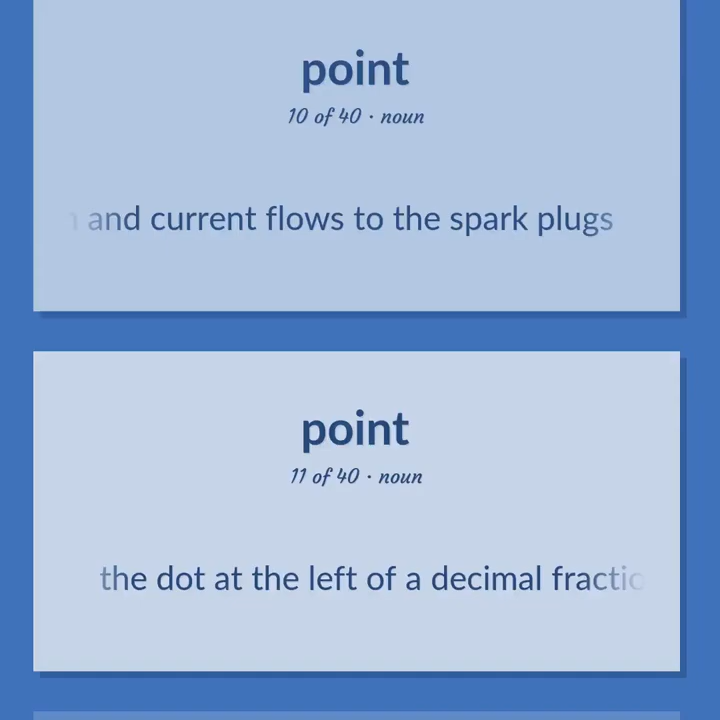 point
10 of 40 · noun
and current flows to the spark plugs
point
11 of 40 · noun
the dot at the left of a decimal